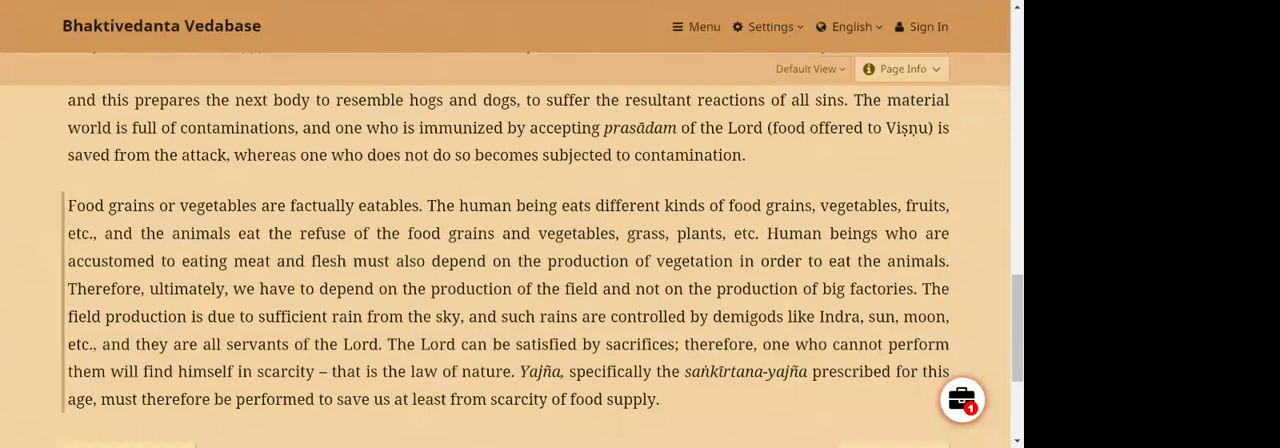 Bhaktivedanta Vedabase
Menu Settings English Sign In
Default View Page Info
and this prepares the next body to resemble hogs and dogs, to suffer the resultant reactions of all sins. The material
world is full of contaminations, and one who is immunized by accepting prasādam of the Lord (food offered to Viṣṇu) is
saved from the attack, whereas one who does not do so becomes subjected to contamination.
Food grains or vegetables are factually eatables. The human being eats different kinds of food grains, vegetables, fruits,
etc., and the animals eat the refuse of the food grains and vegetables, grass, plants, etc. Human beings who are
accustomed to eating meat and flesh must also depend on the production of vegetation in order to eat the animals.
Therefore, ultimately, we have to depend on the production of the field and not on the production of big factories. The
field production is due to sufficient rain from the sky, and such rains are controlled by demigods like Indra, sun, moon,
etc., and they are all servants of the Lord. The Lord can be satisfied by sacrifices; therefore, one who cannot perform
them will find himself in scarcity – that is the law of nature. Yajña, specifically the saṅkīrtana-yajña prescribed for this
age, must therefore be performed to save us at least from scarcity of food supply.
1